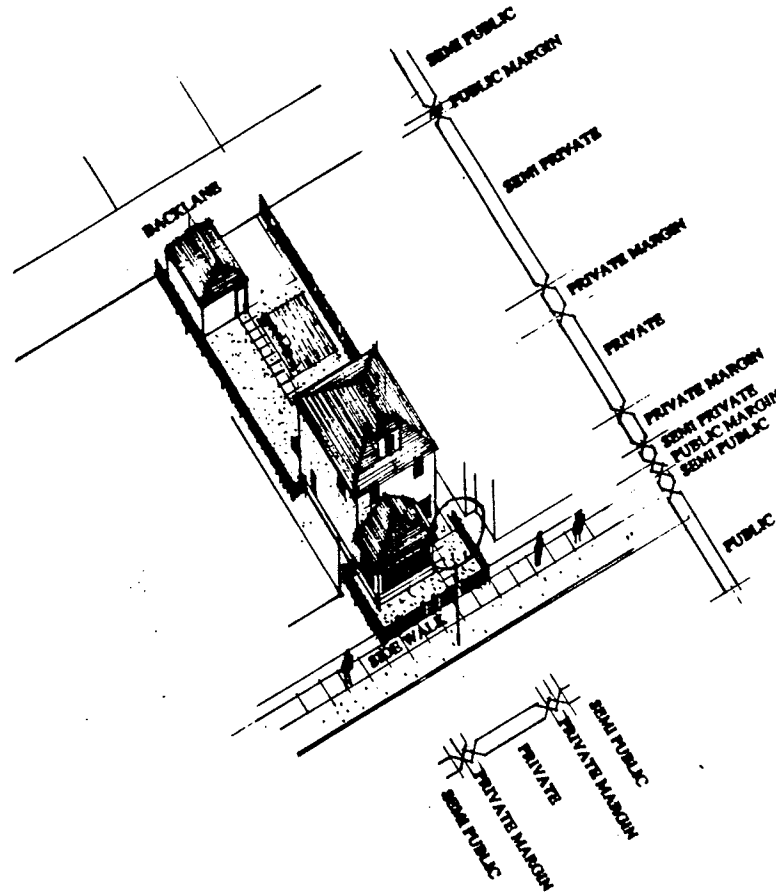 SEMI PUBLIC
PUBLIC MARGIN
SEMI PRIVATE
BACKLANE
PRIVATE MARGIN
PRIVATE
PRIVATE MARGIN
SEMI PRIVATE
PUBLIC MARGIN
SEMI PUBLIC
PUBLIC
SIDE WALK
SEMI PUBLIC
PRIVATE MARGIN
PRIVATE
PRIVATE MARGIN
SEMI PUBLIC